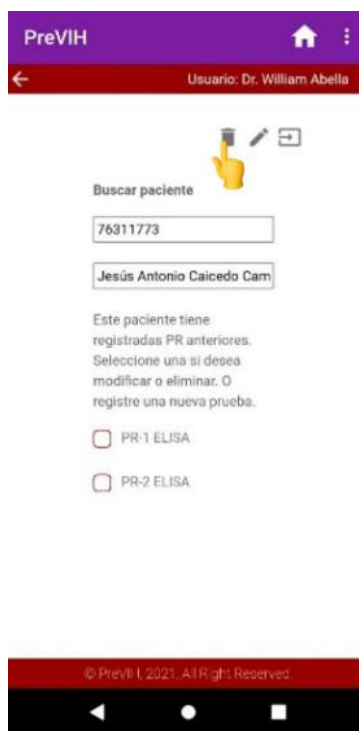 PreVIH
Usuario: Dr. William Abella
Buscar paciente
76311773
Jesús Antonio Caicedo Cam
Este paciente tiene
registradas PR anteriores.
Seleccione una si desea
modificar o eliminar. O
registre una nueva prueba.
PR-1 ELISA
PR-2 ELISA
© PreVIH, 2021. All Right Reserved.